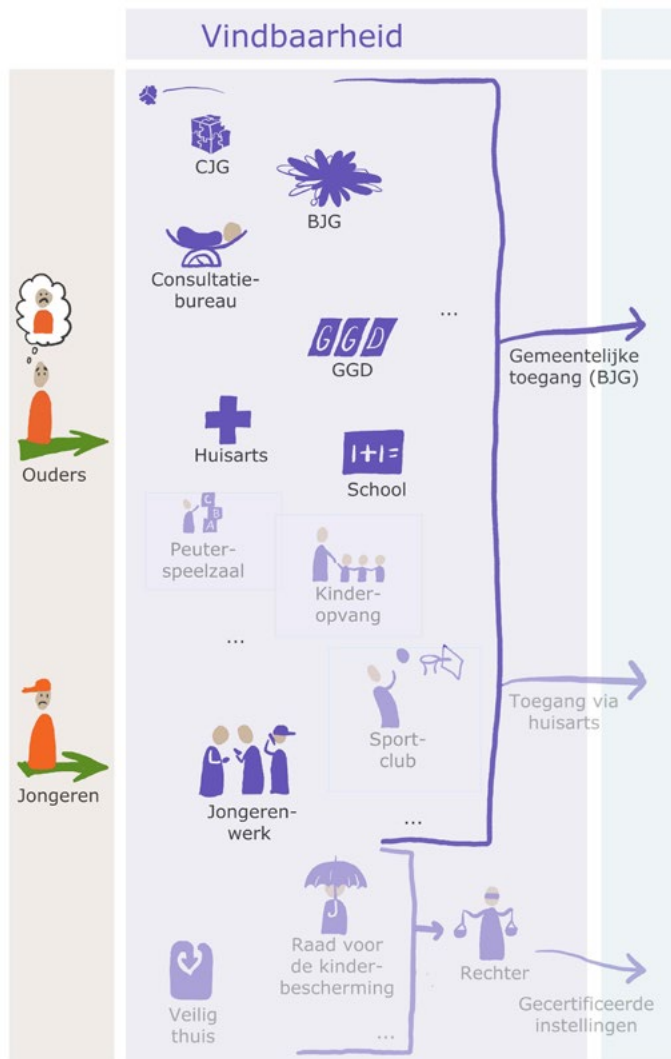 Vindbaarheid
CJG
BJG
Consultatie-
bureau
...
GGD
GGD
Gemeentelijke
toegang (BJG)
Huisarts
1+1=
School
Ouders
C
B
A
Peuter-
speelzaal
Kinder-
opvang
...
Toegang via
huisarts
Sport-
club
Jongeren
Jongeren-
werk
...
Raad voor
de kinder-
bescherming
Rechter
Veilig
thuis
...
Gecertificeerde
instellingen